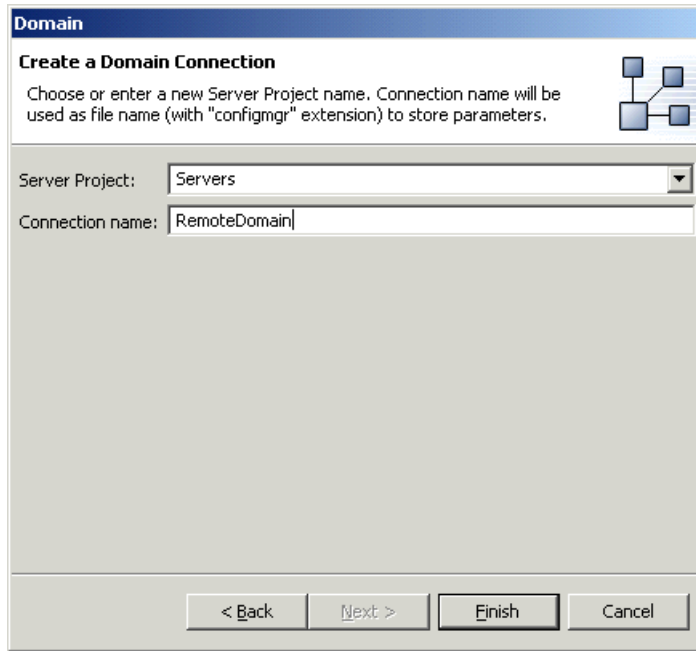 Domain
Create a Domain Connection
Choose or enter a new Server Project name. Connection name will be
used as file name (with "configmgr" extension) to store parameters.
Server Project: Servers
Connection name: RemoteDomain
< Back Next > Finish Cancel